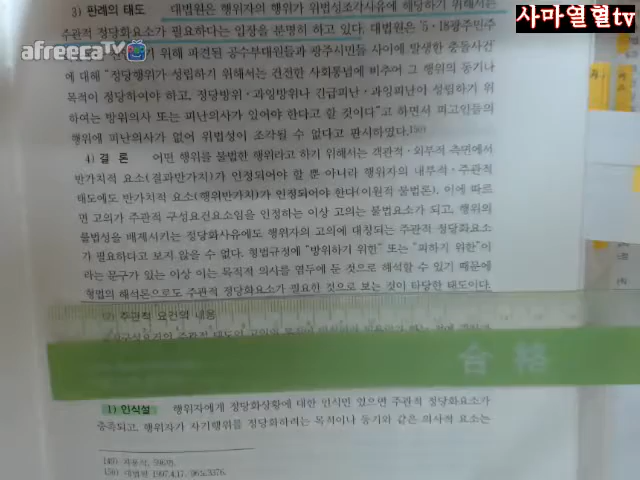 사마열혈tv
afreecaTV
3) 판례의 태도 대법원은 행위자의 행위가 위법성조각사유에 해당하기 위해서는
주관적 정당화요소가 필요하다는 입장을 분명히 하고 있다. 대법원은 '5·18광주민주
위해 파견된 공수부대원들과 광주시민들 사이에 발생한 충돌사건'
에 대해 "정당행위가 성립하기 위해서는 건전한 사회통념에 비추어 그 행위의 동기나
목적이 정당하여야 하고, 정당방위·과잉방위나 긴급피난·과잉피난이 성립하기 위
하여는 방위의사 또는 피난의사가 있어야 한다고 할 것이다"고 하면서 피고인들의
행위에 피난의사가 없어 위법성이 조각될 수 없다고 판시하였다.150)
4) 결 론 어떤 행위를 불법한 행위라고 하기 위해서는 객관적·외부적 측면에서
반가치적 요소(결과반가치)가 인정되어야 할 뿐 아니라 행위자의 내부적·주관적
태도에도 반가치적 요소(행위반가치)가 인정되어야 한다(이원적 불법론). 이에 따르
면 고의가 주관적 구성요건요소임을 인정하는 이상 고의는 불법요소가 되고, 행위의
불법성을 배제시키는 정당화사유에도 행위자의 고의에 대칭되는 주관적 정당화요소
가 필요하다고 보지 않을 수 없다. 형법규정에 "방위하기 위한" 또는 "피하기 위한"이
라는 문구가 있는 이상 이는 목적적 의사를 염두에 둔 것으로 해석할 수 있기 때문에
형법의 해석론으로도 주관적 정당화요소가 필요한 것으로 보는 것이 타당한 태도이다.
(2) 주관적 요건의 내용
合格
1) 인식설 행위자에게 정당화상황에 대한 인식만 있으면 주관적 정당화요소가
충족되고, 행위자가 자기행위를 정당화하려는 목적이나 동기와 같은 의사적 요소는
150) 대법원 1997.4.17. 96도3376.